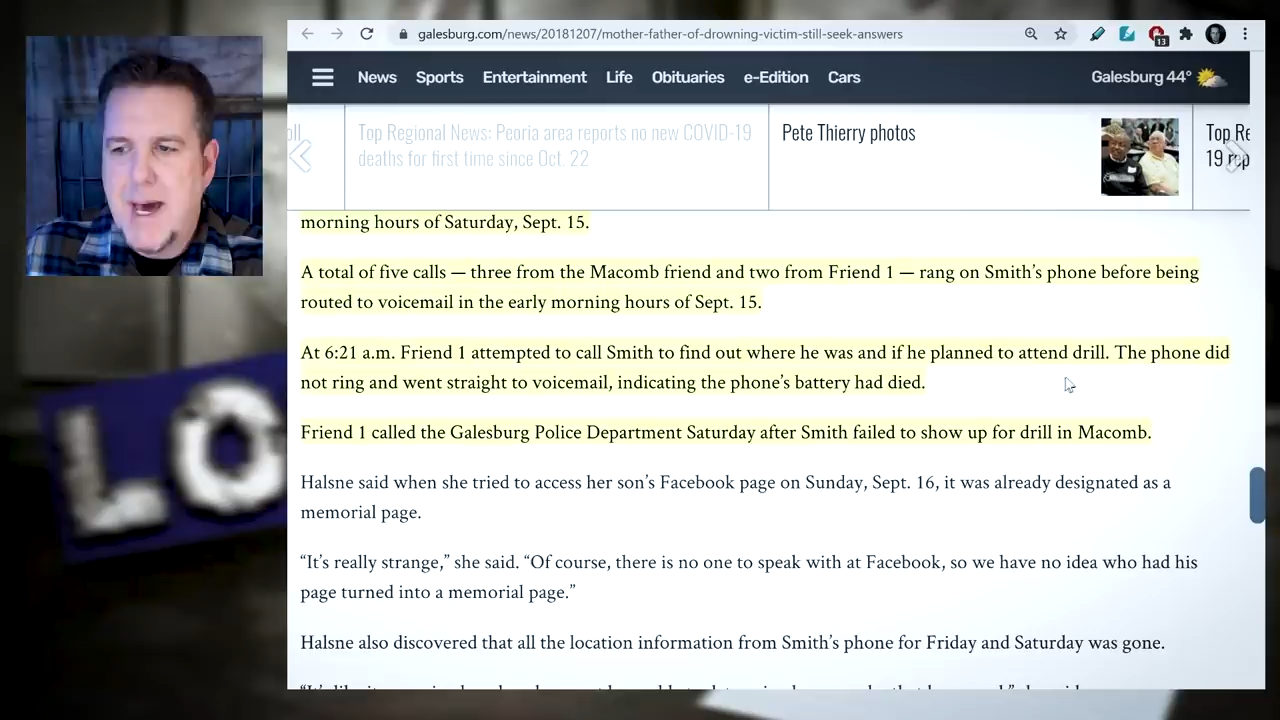 galesburg.com/news/20181207/mother-father-of-drowning-victim-still-seek-answers
13
News Sports Entertainment Life Obituaries e-Edition Cars
Galesburg 44°
oll
Top Regional News: Peoria area reports no new COVID-19
deaths for first time since Oct. 22
Pete Thierry photos
Top Re
19 rep
morning hours of Saturday, Sept. 15.
A total of five calls — three from the Macomb friend and two from Friend 1 — rang on Smith’s phone before being
routed to voicemail in the early morning hours of Sept. 15.
At 6:21 a.m. Friend 1 attempted to call Smith to find out where he was and if he planned to attend drill. The phone did
not ring and went straight to voicemail, indicating the phone’s battery had died.
Friend 1 called the Galesburg Police Department Saturday after Smith failed to show up for drill in Macomb.
Halsne said when she tried to access her son’s Facebook page on Sunday, Sept. 16, it was already designated as a
memorial page.
“It’s really strange,” she said. “Of course, there is no one to speak with at Facebook, so we have no idea who had his
page turned into a memorial page.”
Halsne also discovered that all the location information from Smith’s phone for Friday and Saturday was gone.
LO